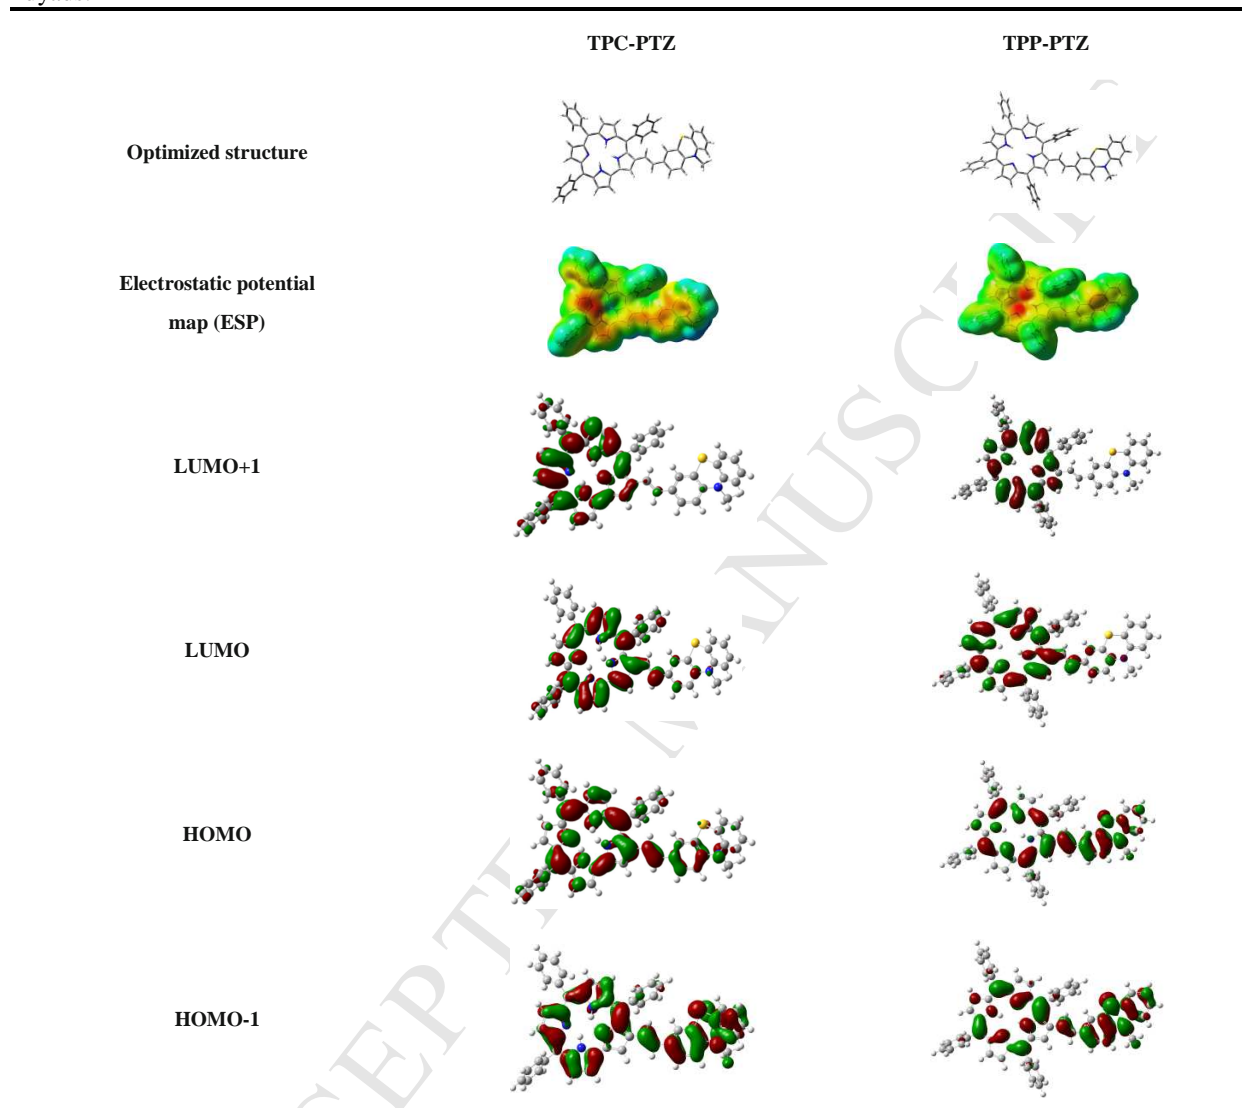 TPC-PTZ TPP-PTZ
Optimized structure
Electrostatic potential
map (ESP)
LUMO+1
LUMO
HOMO
HOMO-1